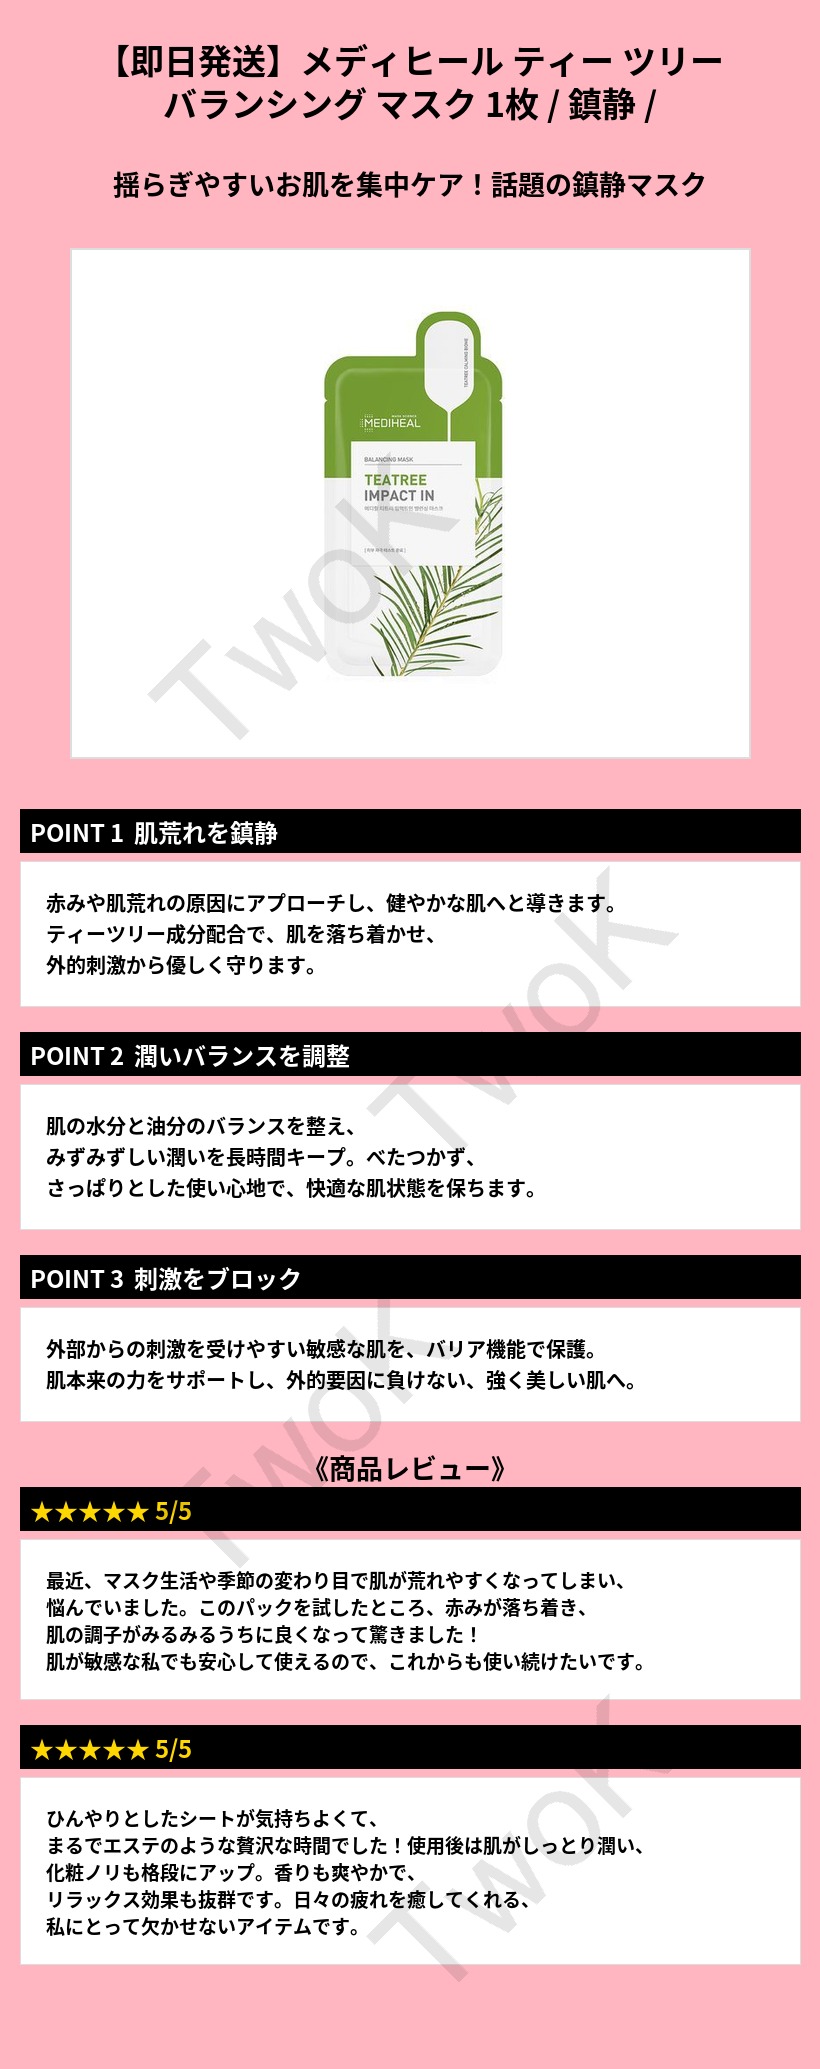 【即日発送】メディヒール ティー ツリー
バランシング マスク 1枚 / 鎮静 /
揺らぎやすいお肌を集中ケア！話題の鎮静マスク
TEATREE CALMING BIOME
MASK SCIENCE
MEDIHEAL
BALANCING MASK
TEATREE
IMPACT IN
TwoK
POINT 1 肌荒れを鎮静
赤みや肌荒れの原因にアプローチし、健やかな肌へと導きます。
ティーツリー成分配合で、肌を落ち着かせ、
外的刺激から優しく守ります。
TwoK
POINT 2 潤いバランスを調整
肌の水分と油分のバランスを整え、
みずみずしい潤いを長時間キープ。べたつかず、
さっぱりとした使い心地で、快適な肌状態を保ちます。
POINT 3 刺激をブロック
外部からの刺激を受けやすい敏感な肌を、バリア機能で保護。
肌本来の力をサポートし、外的要因に負けない、強く美しい肌へ。
TwoK
《商品レビュー》
★★★★★ 5/5
最近、マスク生活や季節の変わり目で肌が荒れやすくなってしまい、
悩んでいました。このパックを試したところ、赤みが落ち着き、
肌の調子がみるみるうちに良くなって驚きました！
肌が敏感な私でも安心して使えるので、これからも使い続けたいです。
★★★★★ 5/5
ひんやりとしたシートが気持ちよくて、
まるでエステのような贅沢な時間でした！使用後は肌がしっとり潤い、
化粧ノリも格段にアップ。香りも爽やかで、
リラックス効果も抜群です。日々の疲れを癒してくれる、
私にとって欠かせないアイテムです。
TwoK